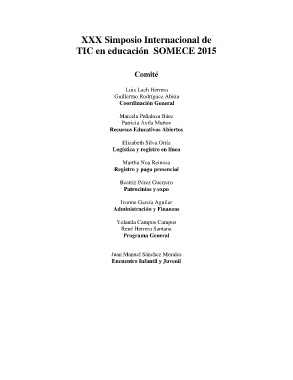 XXX Simposio Internacional de
TIC en educación SOMECE 2015
Comité
Luis Lach Herrera
Guillermo Rodríguez Abitia
Coordinación General
Marcela Peñaloza Báez
Patricia Ávila Muñoz
Recursos Educativos Abiertos
Elizabeth Silva Ortíz
Logística y registro en línea
Martha Noa Reinosa
Registro y pago presencial
Beatriz Pérez Guerrero
Patrocinios y expo
Ivonne García Aguilar
Administración y Finanzas
Yolanda Campos Campos
René Herrera Santana
Programa General
Juan Manuel Sánchez Morales
Encuentro Infantil y Juvenil